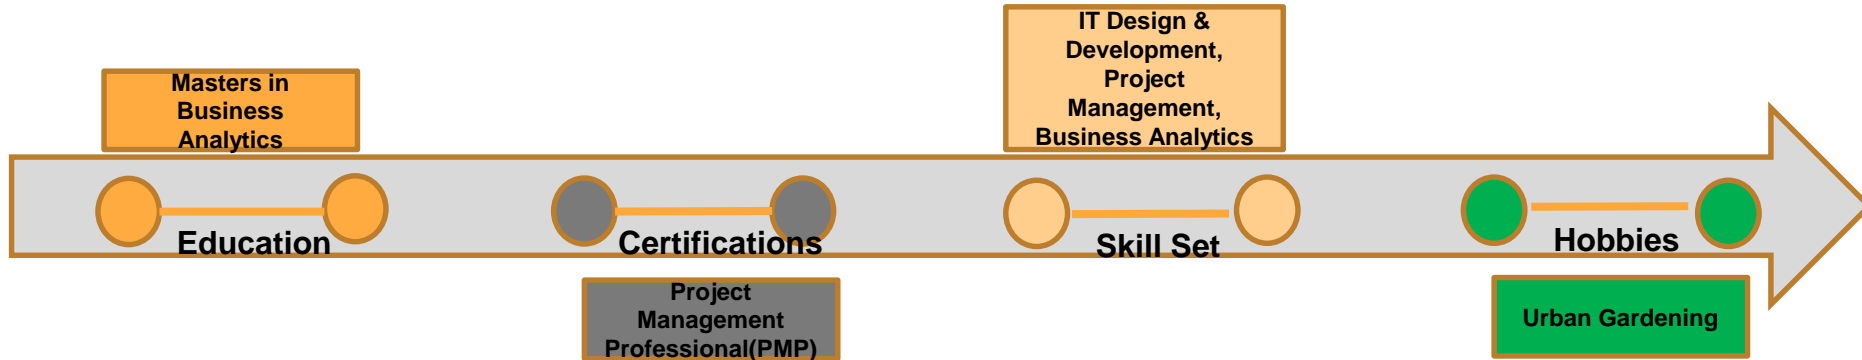 IT Design &
Development,
Project
Management,
Business Analytics
Masters in
Business
Analytics
Education
Certifications
Skill Set
Hobbies
Project
Management
Professional(PMP)
Urban Gardening